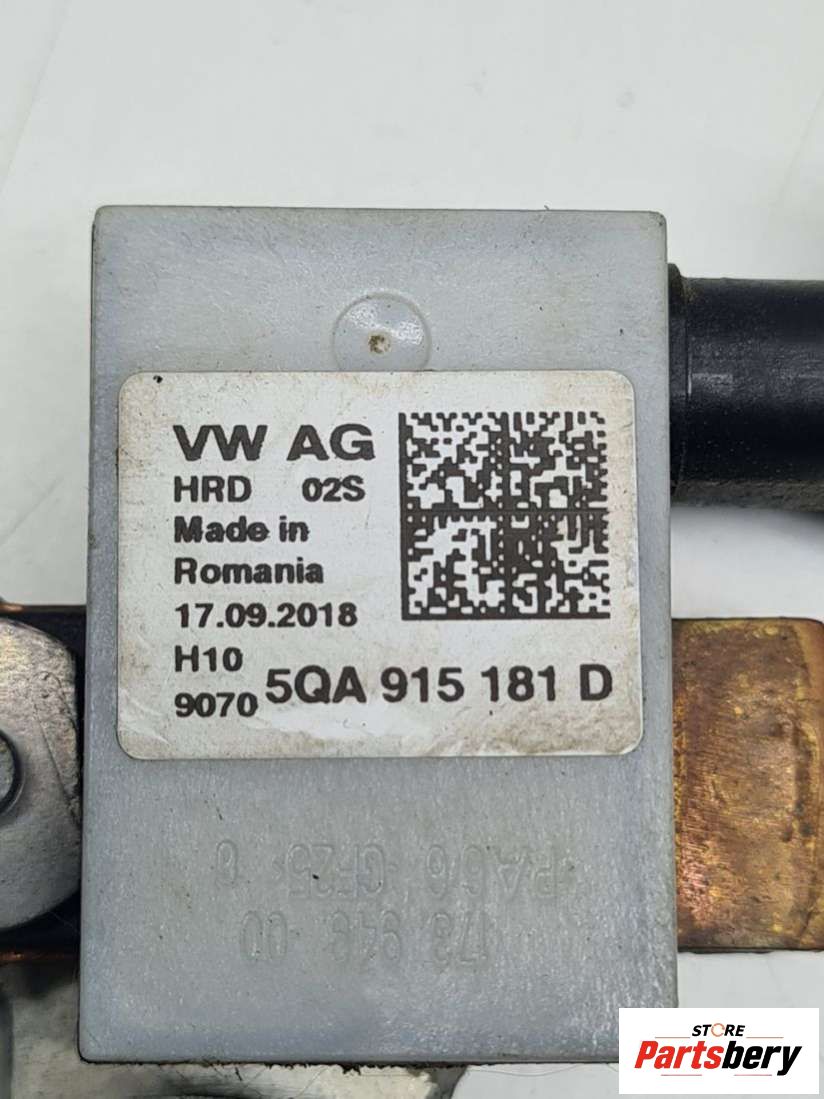 VW AG
HRD 02S
Made in
Romania
17.09.2018
H10
9070 5QA 915 181 D
STORE
Partsbery